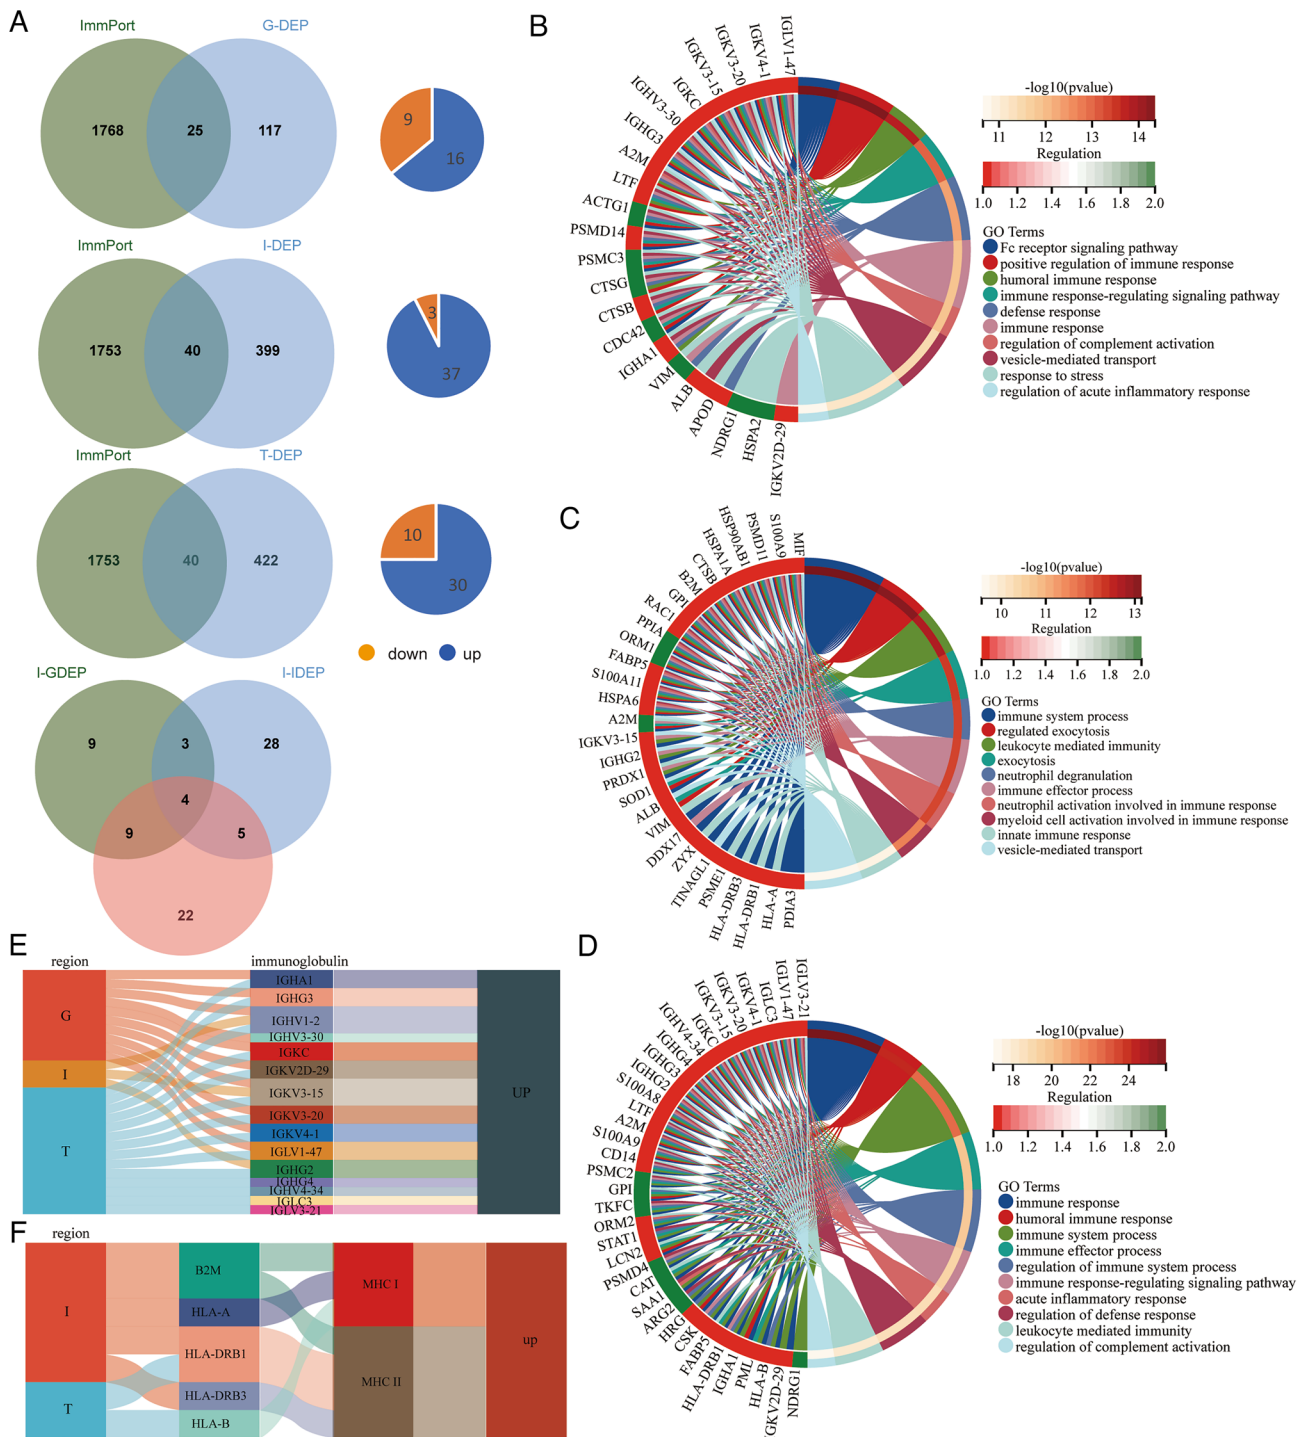 A
ImmPort
G-DEP
1768
25
117
9
16
ImmPort
I-DEP
1753
40
399
3
37
ImmPort
T-DEP
1753
40
422
10
30
down
up
I-GDEP
I-IDEP
9
3
28
4
9
5
22
B
IGLV1-47
IGKV4-1
IGKV3-20
IGKV3-15
IGKC
IGHV3-30
IGHG3
A2M
LTF
ACTG1
PSMD14
PSMC3
CTSG
CTSB
CDC42
IGHA1
VIM
ALB
APOD
NDRG1
HSPA2
IGKV2D-29
-log10(pvalue)
11 12 13 14
Regulation
1.0 1.2 1.4 1.6 1.8 2.0
GO Terms
Fc receptor signaling pathway
positive regulation of immune response
humoral immune response
immune response-regulating signaling pathway
defense response
immune response
regulation of complement activation
vesicle-mediated transport
response to stress
regulation of acute inflammatory response
C
MIF
S100A9
PSMD11
HSP90AB1
HSPA1A
CTSB
B2M
GPI
RAC1
PPIA
ORM1
FABP5
S100A11
HSPA6
A2M
IGKV3-15
IGHG2
PRDX1
SOD1
ALB
VIM
DDX17
ZYX
TINAGL1
PSME1
HLA-DRB3
HLA-DRB1
HLA-A
PDIA3
-log10(pvalue)
10 11 12 13
Regulation
1.0 1.2 1.4 1.6 1.8 2.0
GO Terms
immune system process
regulated exocytosis
leukocyte mediated immunity
exocytosis
neutrophil degranulation
immune effector process
neutrophil activation involved in immune response
myeloid cell activation involved in immune response
innate immune response
vesicle-mediated transport
D
IGLV3-21
IGLV1-47
IGLC3
IGKV4-1
IGKV3-20
IGKV3-15
IGKC
IGHV4-34
IGHG4
IGHG3
IGHG2
S100A8
LTF
A2M
S100A9
CD14
PSMC2
GPI
TKFC
ORM2
STAT1
LCN2
PSMD4
CAT
SAA1
ARG2
HRG
CSK
FABP5
HLA-DRB1
IGHA1
PML
HLA-B
IGKV2D-29
NDRG1
-log10(pvalue)
18 20 22 24 26
Regulation
1.0 1.2 1.4 1.6 1.8 2.0
GO Terms
immune response
humoral immune response
immune system process
immune effector process
regulation of immune system process
immune response-regulating signaling pathway
acute inflammatory response
regulation of defense response
leukocyte mediated immunity
regulation of complement activation
E
region
immunoglobulin
G
I
T
IGHA1
IGHG3
IGHV1-2
IGHV3-30
IGKC
IGKV2D-29
IGKV3-15
IGKV3-20
IGKV4-1
IGLV1-47
IGHG2
IGHG4
IGHV4-34
IGLC3
IGLV3-21
UP
F
region
I
T
B2M
HLA-A
HLA-DRB1
HLA-DRB3
HLA-B
MHC I
MHC II
up